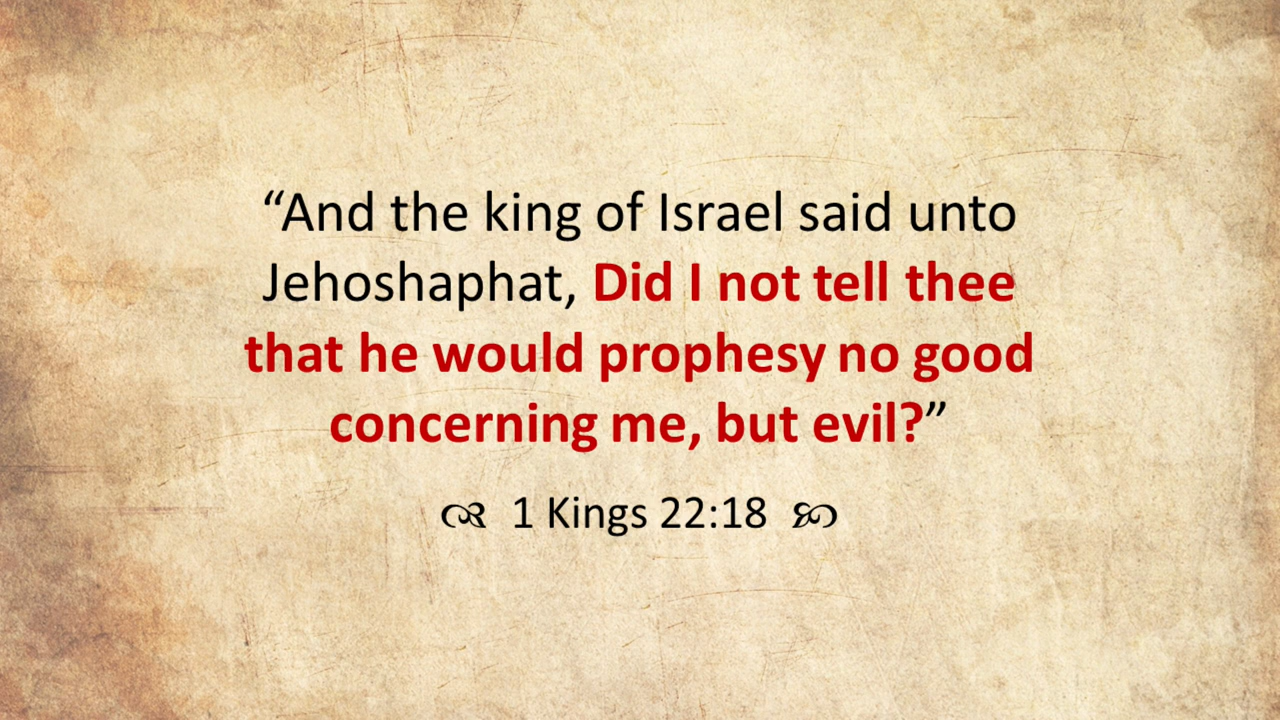 “And the king of Israel said unto
Jehoshaphat, Did I not tell thee
that he would prophesy no good
concerning me, but evil?”
1 Kings 22:18